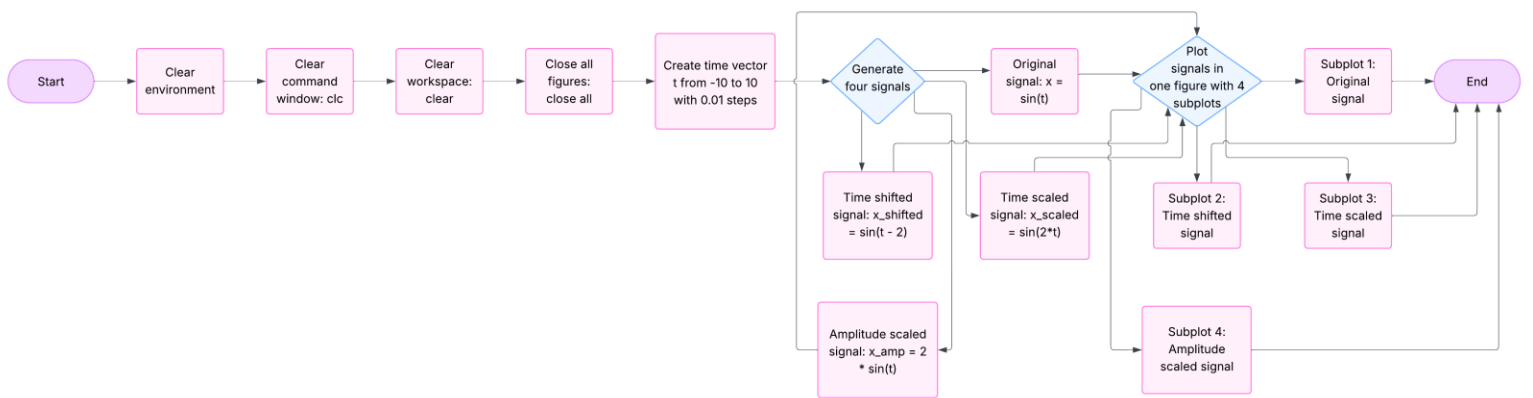 Start
Clear
environment
Clear
command
window: clc
Clear
workspace:
clear
Close all
figures:
close all
Create time vector
t from -10 to 10
with 0.01 steps
Generate
four signals
Original
signal: x =
sin(t)
Plot
signals in
one figure with 4
subplots
Subplot 1:
Original
signal
End
Time shifted
signal: x_shifted
= sin(t - 2)
Time scaled
signal: x_scaled
= sin(2*t)
Subplot 2:
Time shifted
signal
Subplot 3:
Time scaled
signal
Amplitude scaled
signal: x_amp = 2
* sin(t)
Subplot 4:
Amplitude
scaled signal